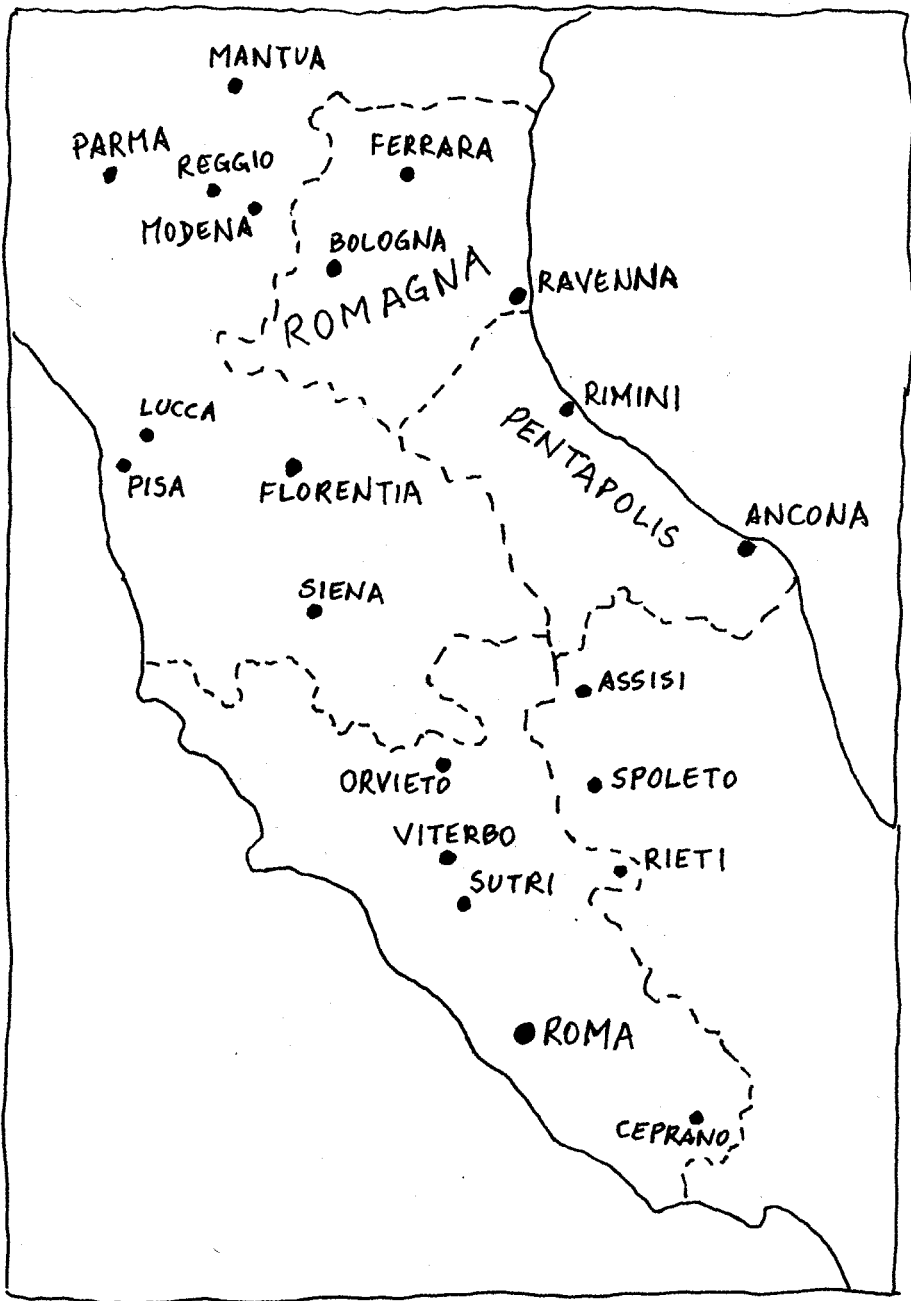 MANTUA
PARMA
REGGIO
FERRARA
MODENA
BOLOGNA
ROMAGNA
RAVENNA
LUCCA
RIMINI
PISA
FLORENTIA
PENTAPOLIS
ANCONA
SIENA
ASSISI
ORVIETO
SPOLETO
VITERBO
RIETI
SUTRI
ROMA
CEPRANO